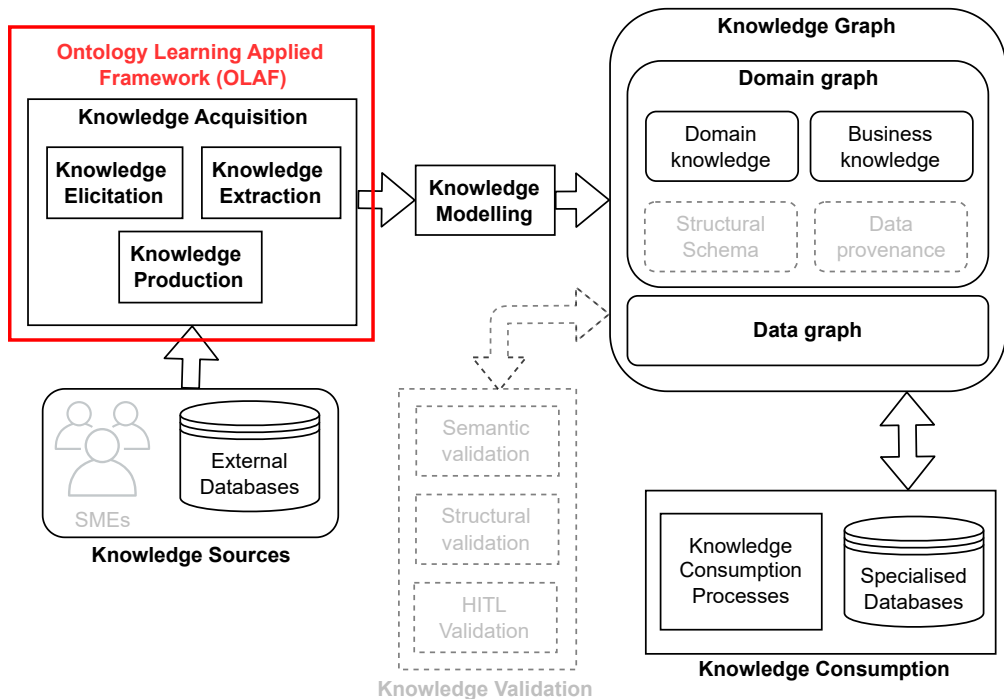 Ontology Learning Applied
Framework (OLAF)
Knowledge Acquisition
Knowledge
Elicitation
Knowledge
Extraction
Knowledge
Production
Knowledge
Modelling
Knowledge Graph
Domain graph
Domain
knowledge
Business
knowledge
Structural
Schema
Data
provenance
Data graph
SMEs
External
Databases
Knowledge Sources
Semantic
validation
Structural
validation
HITL
Validation
Knowledge Validation
Knowledge
Consumption
Processes
Specialised
Databases
Knowledge Consumption